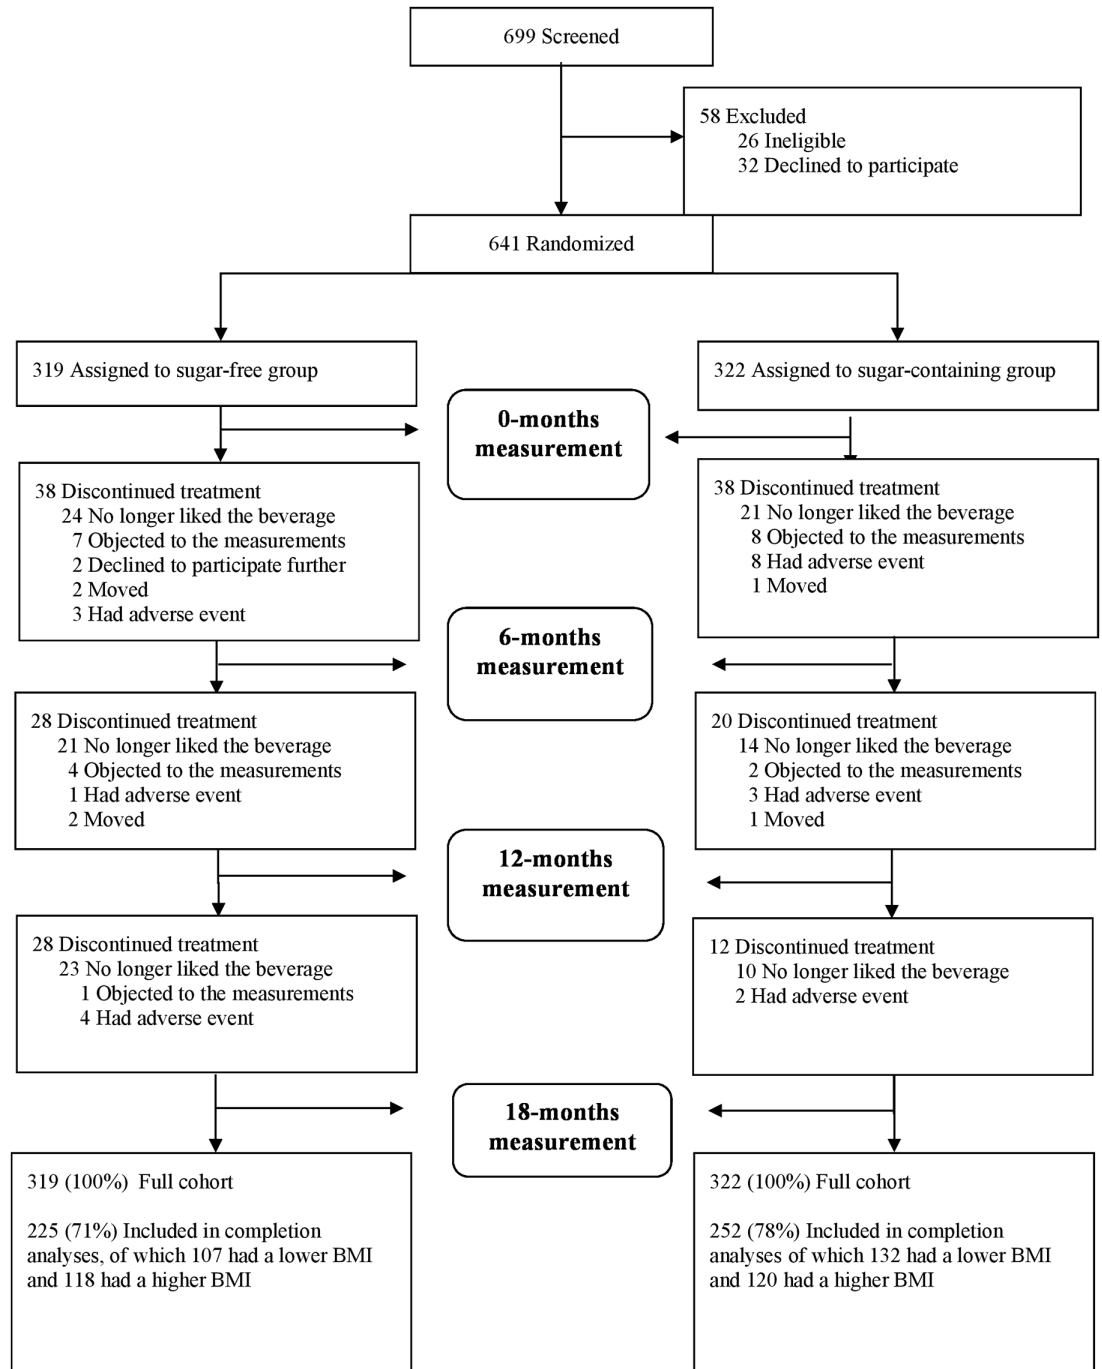 699 Screened
58 Excluded
26 Ineligible
32 Declined to participate
641 Randomized
319 Assigned to sugar-free group
322 Assigned to sugar-containing group
0-months
measurement
38 Discontinued treatment
24 No longer liked the beverage
7 Objected to the measurements
2 Declined to participate further
2 Moved
3 Had adverse event
38 Discontinued treatment
21 No longer liked the beverage
8 Objected to the measurements
8 Had adverse event
1 Moved
6-months
measurement
28 Discontinued treatment
21 No longer liked the beverage
4 Objected to the measurements
1 Had adverse event
2 Moved
20 Discontinued treatment
14 No longer liked the beverage
2 Objected to the measurements
3 Had adverse event
1 Moved
12-months
measurement
28 Discontinued treatment
23 No longer liked the beverage
1 Objected to the measurements
4 Had adverse event
12 Discontinued treatment
10 No longer liked the beverage
2 Had adverse event
18-months
measurement
319 (100%) Full cohort
225 (71%) Included in completion
analyses, of which 107 had a lower BMI
and 118 had a higher BMI
322 (100%) Full cohort
252 (78%) Included in completion
analyses of which 132 had a lower BMI
and 120 had a higher BMI